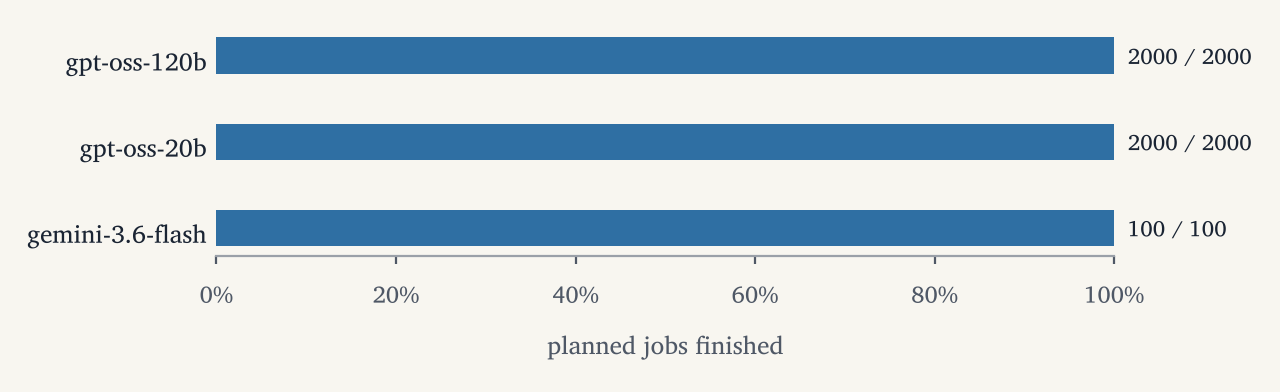 gpt-oss-120b 2000 / 2000
gpt-oss-20b 2000 / 2000
gemini-3.6-flash 100 / 100
0% 20% 40% 60% 80% 100%
planned jobs finished